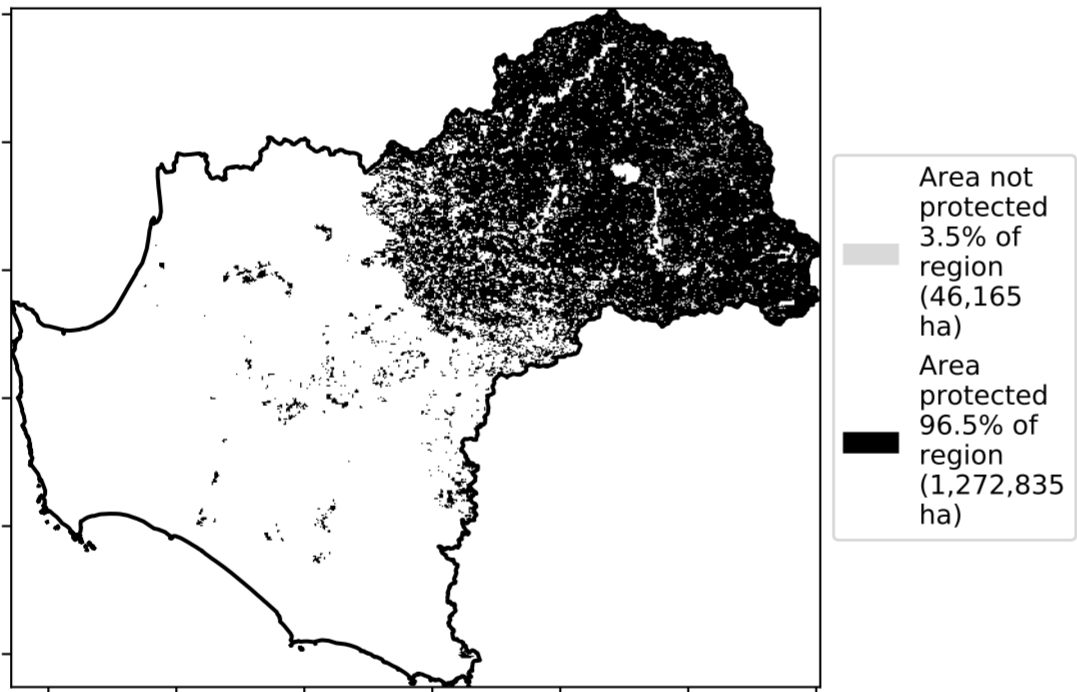 Area not
protected
3.5% of
region
(46,165
ha)
Area
protected
96.5% of
region
(1,272,835
ha)